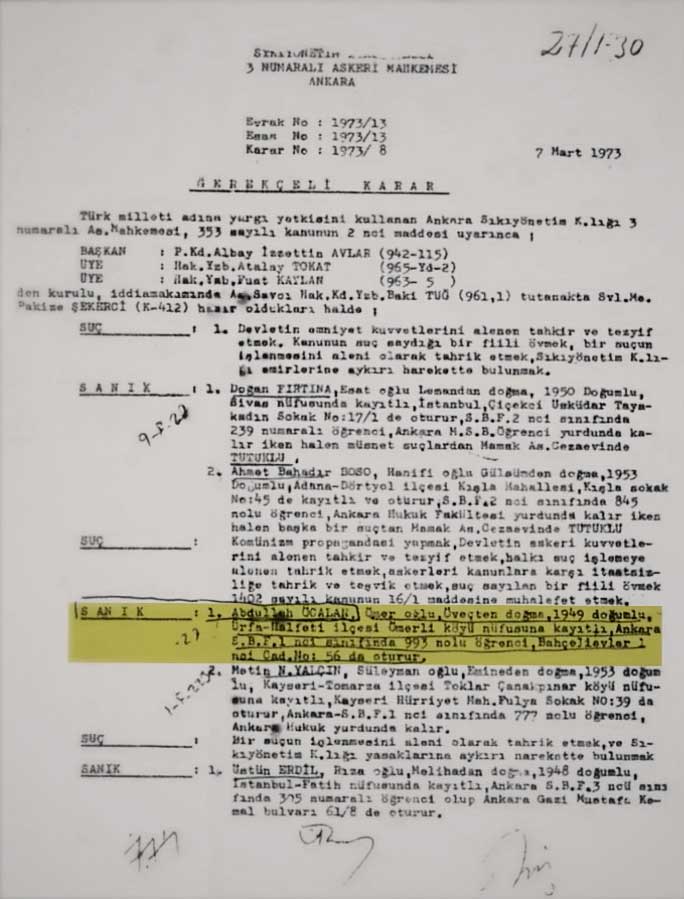 27/1-30
3 NUMARALI ASKERİ MAHKEMESİ
ANKARA
Evrak No : 1973/13
Esas No : 1973/13
Karar No : 1973/ 8
7 Mart 1973
GEREKÇELİ KARAR
Türk milleti adına yargı yetkisini kullanan Ankara Sıkıyönetim K.lığı 3
numaralı As.Mahkemesi, 353 sayılı kanunun 2 nci maddesi uyarınca ;
BAŞKAN : P.Kd.Albay İzzettin AVLAR (942-115)
ÜYE : Hak.Yzb.Atalay TOKAT (965-Yd-2)
ÜYE : Hak.Yzb.Fuat KAYLAN (963- 5 )
den kurulu, iddiamakamında As.Savcı Hak.Kd.Yzb.Baki TUĞ (961,1) tutanakta Svl.Me.
Pakize ŞEKERCİ (K-412) hazır oldukları halde ;
SUÇ : 1. Devletin emniyet kuvvetlerini alenen tahkir ve tezyif
etmek. Kanunun suç saydığı bir fiili övmek, bir suçun
işlenmesini aleni olarak tahrik etmek,Sıkıyönetim K.lı-
ğı emirlerine aykırı harekette bulunmak.
SANIK : 1. Doğan FIRTINA,Esat oğlu Lemandan doğma, 1950 Doğumlu,
Sivas nüfusunda kayıtlı,İstanbul,Çiçekci Üsküdar Taya-
kadın Sokak No:17/1 de oturur,S.B.F.2 nci sınıfında
239 numaralı öğrenci,Ankara M.S.B.Öğrenci yurdunda ka-
lır iken halen müsnet suçlardan Mamak As.Cezaevinde
TUTUKLU ,
2. Ahmet Bahadır BOSO, Hanifi oğlu Gülsümden doğma,1953
Doğumlu,Adana-Dörtyol ilçesi Kışla Mahallesi,Kışla sokak
No:45 de kayıtlı ve oturur,S.B.F.2 nci sınıfında 845
nolu öğrenci,Ankara Hukuk Fakültesi yurdunda kalır iken
halen başka bir suçtan Mamak As.Cezaevinde TUTUKLU
SUÇ : Komünizm propagandası yapmak,Devletin askeri kuvvetle-
rini alenen tahkir ve tezyif etmek,halkı suç işlemeye
alenen tahrik etmek,askerleri kanunlara karşı itaatsiz-
liğe tahrik ve teşvik etmek,suç sayılan bir fiili övmek
1402 sayılı kanunun 16/1 maddesine muhalefet etmek.
SANIK : 1. Abdullah ÖCALAN, Ömer oğlu,Üveyten doğma,1949 doğumlu,
Urfa-Halfeti ilçesi Ömerli köyü nüfusuna kayıtlı,Ankara
S.B.F.1 nci sınıfında 993 nolu öğrenci,Bahçelievler 1
nci Cad.No: 56 da oturur.
2. Metin N.YALÇIN, Süleyman oğlu,Emineden doğma,1953 doğum
lu, Kayseri-Tomarza ilçesi Toklar Çanakpınar köyü nüfu-
suna kayıtlı,Kayseri Hürriyet Mah.Fulya Sokak NO:39 da
oturur,Ankara-S.B.F.1 nci sınıfında 777 nolu öğrenci,
Ankara Hukuk yurdunda kalır.
SUÇ : Bir suçun işlenmesini aleni olarak tahrik etmek,ve Sı-
kıyönetim K.lığı yasaklarına aykırı harekette bulunmak
SANIK : 1. Üstün ERDİL, Rıza oğlu,Melihadan doğma,1948 doğumlu,
İstanbul-Fatih nüfusunda kayıtlı,Ankara S.B.F.3 ncü sını
fında 305 numaralı öğrenci olup Ankara Gazi Mustafa Ke-
mal bulvarı 61/8 de oturur.